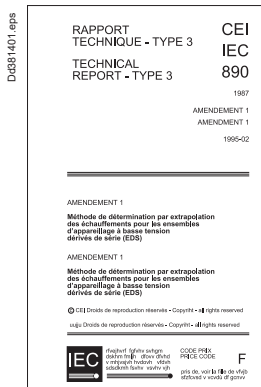 Dd381401.eps
RAPPORT
TECHNIQUE - TYPE 3
TECHNICAL
REPORT - TYPE 3
CEI
IEC
890
1987
AMENDEMENT 1
AMENDMENT 1
1995-02
AMENDEMENT 1
Méthode de détermination par extrapolation
des échauffements pour les ensembles
d'appareillage à basse tension
dérivés de série (EDS)
AMENDEMENT 1
Méthode de détermination par extrapolation
des échauffements pour les ensembles
d'appareillage à basse tension
dérivés de série (EDS)
© CEI Droids de reproduction réservés - Copyriht - all rights reserved
Droids de reproduction réservés - Copyriht - all rights reserved
IEC
CODE PRIX
PRICE CODE
F